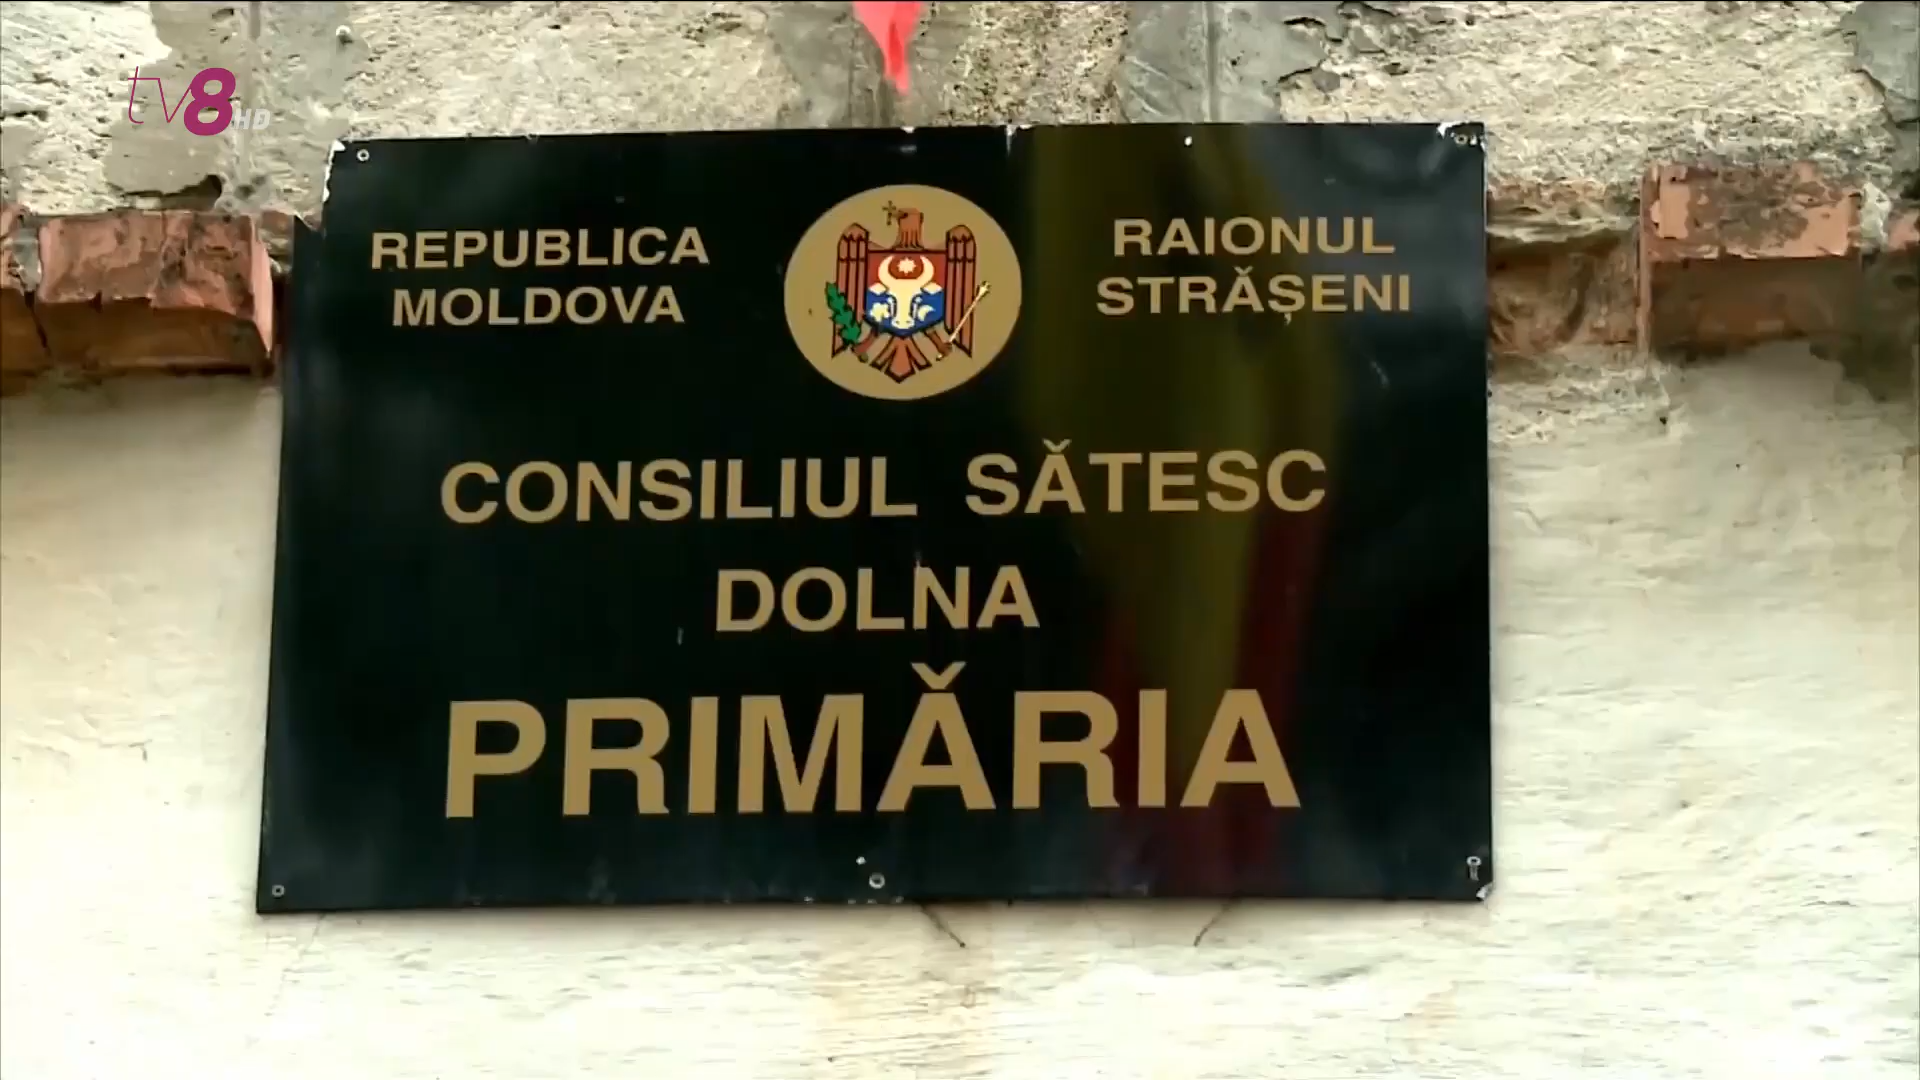 tv8 HD
REPUBLICA
MOLDOVA
RAIONUL
STRĂȘENI
CONSILIUL SĂTESC
DOLNA
PRIMĂRIA